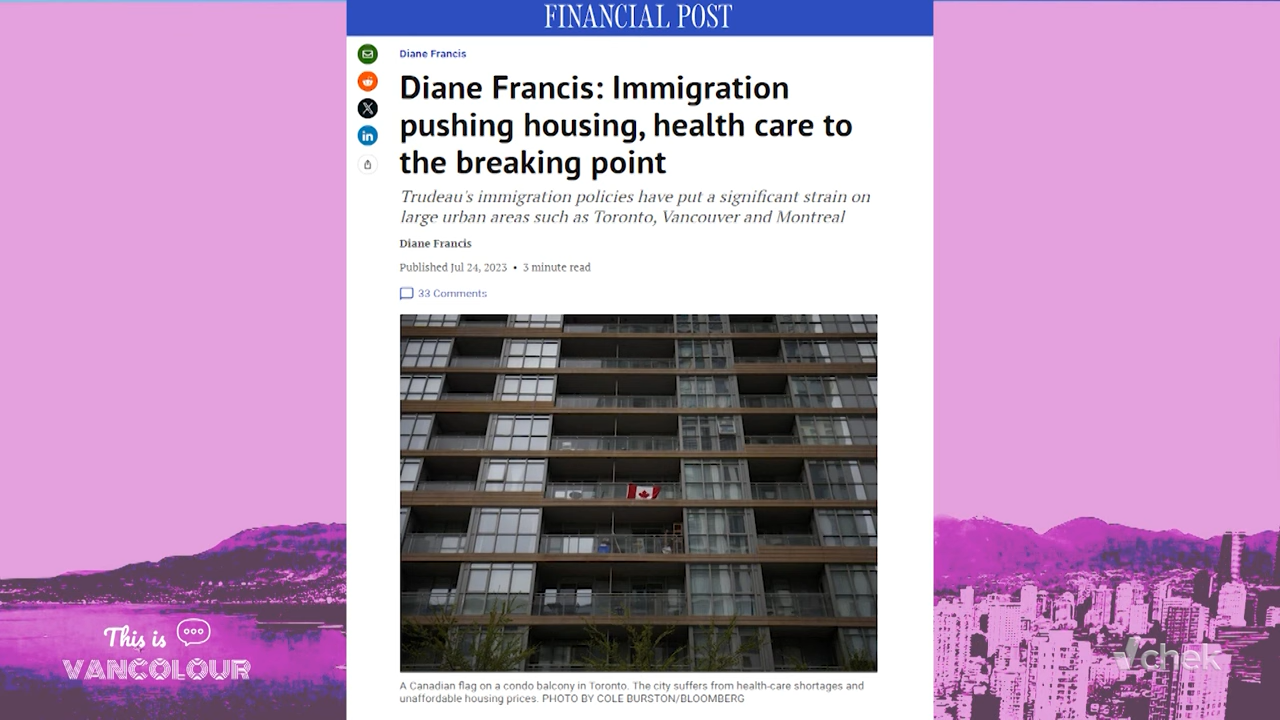 FINANCIAL POST
Diane Francis
Diane Francis: Immigration
pushing housing, health care to
the breaking point
Trudeau's immigration policies have put a significant strain on
large urban areas such as Toronto, Vancouver and Montreal
Diane Francis
Published Jul 24, 2023 • 3 minute read
33 Comments
A Canadian flag on a condo balcony in Toronto. The city suffers from health-care shortages and
unaffordable housing prices. PHOTO BY COLE BURSTON/BLOOMBERG
This is
VANCOLOUR
chek